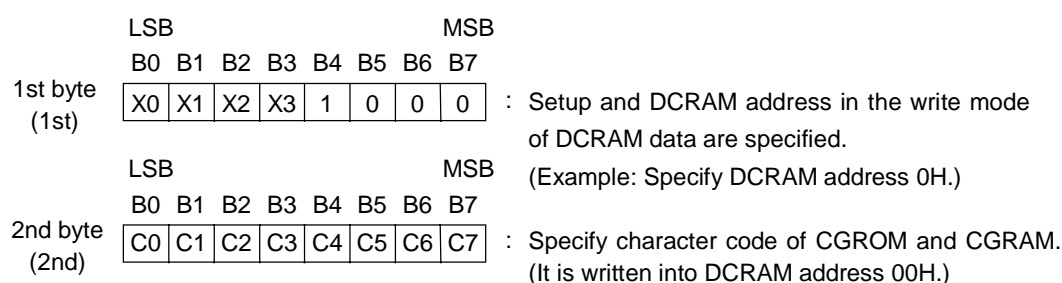 LSB MSB
B0 B1 B2 B3 B4 B5 B6 B7
1st byte
(1st)
X0 X1 X2 X3 1 0 0 0
: Setup and DCRAM address in the write mode
of DCRAM data are specified.
(Example: Specify DCRAM address 0H.)
LSB MSB
B0 B1 B2 B3 B4 B5 B6 B7
2nd byte
(2nd)
C0 C1 C2 C3 C4 C5 C6 C7
: Specify character code of CGROM and CGRAM.
(It is written into DCRAM address 00H.)